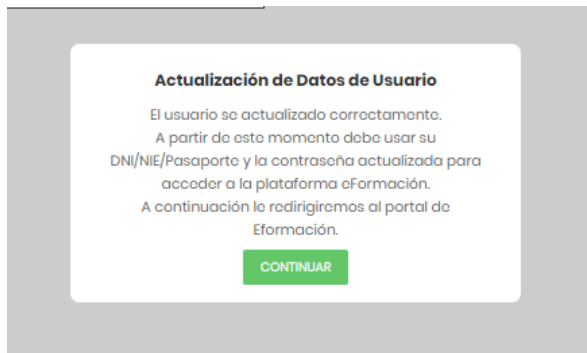 Actualización de Datos de Usuario
El usuario se actualizado correctamente.
A partir de este momento debe usar su
DNI/NIE/Pasaporte y la contraseña actualizada para
acceder a la plataforma eFormación.
A continuación le redirigiremos al portal de
Eformación.
CONTINUAR